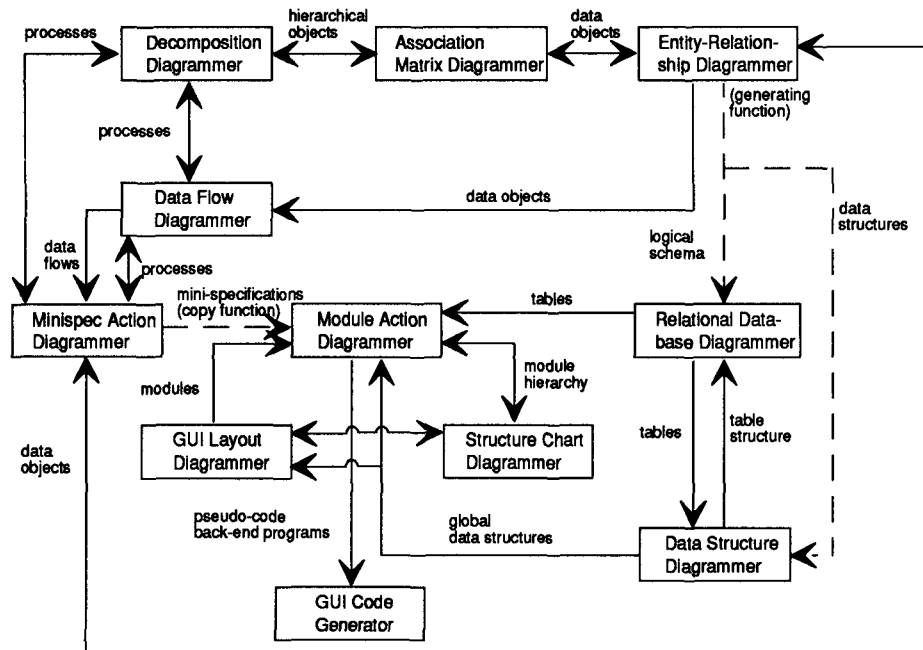 processes
Decomposition
Diagrammer
hierarchical
objects
Association
Matrix Diagrammer
data
objects
Entity-Relation-
ship Diagrammer
(generating
function)
processes
Data Flow
Diagrammer
data objects
data
structures
data
flows
processes
logical
schema
mini-specifications
(copy function)
Minispec Action
Diagrammer
Module Action
Diagrammer
tables
Relational Data-
base Diagrammer
modules
module
hierarchy
data
objects
GUI Layout
Diagrammer
Structure Chart
Diagrammer
tables
table
structure
pseudo-code
back-end programs
global
data structures
Data Structure
Diagrammer
GUI Code
Generator